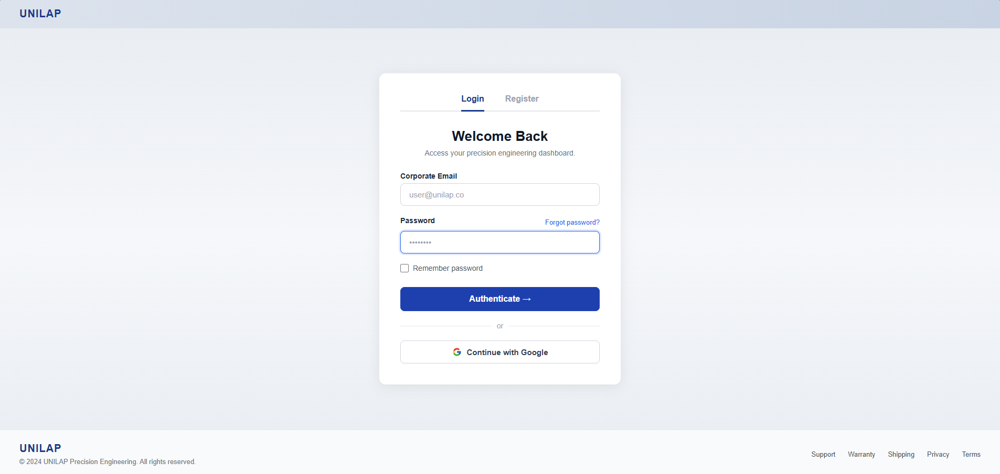 UNILAP
Login Register
Welcome Back
Access your precision engineering dashboard.
Corporate Email
user@unilap.co
Password Forgot password?
••••••••
Remember password
Authenticate →
or
Continue with Google
UNILAP
© 2024 UNILAP Precision Engineering. All rights reserved.
Support Warranty Shipping Privacy Terms